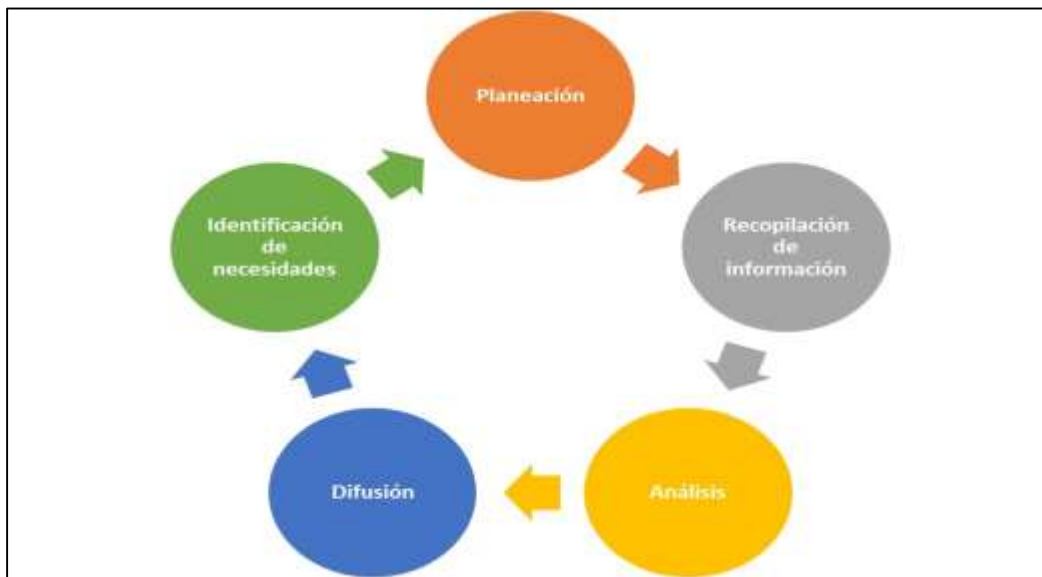 Planeación
Recopilación
de
información
Análisis
Difusión
Identificación
de
necesidades